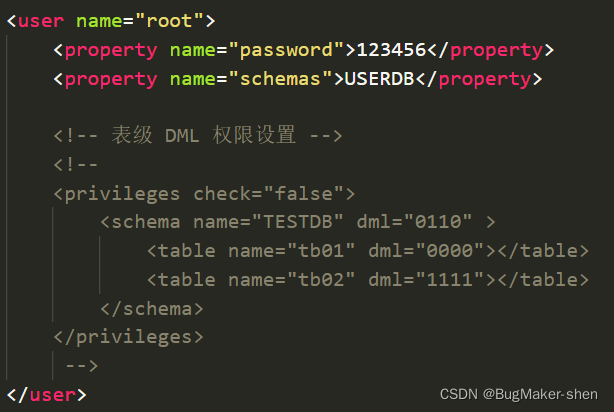 <user name="root">
<property name="password">123456</property>
<property name="schemas">USERDB</property>
<!-- 表级 DML 权限设置 -->
<!--
<privileges check="false">
<schema name="TESTDB" dml="0110" >
<table name="tb01" dml="0000"></table>
<table name="tb02" dml="1111"></table>
</schema>
</privileges>
-->
</user>
CSDN @BugMaker-shen